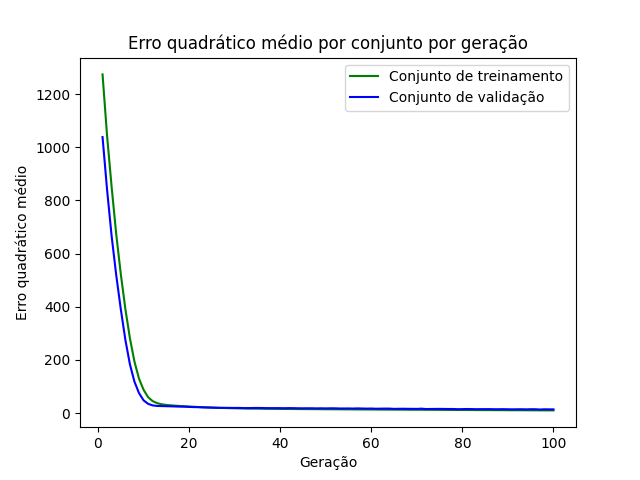 Erro quadrático médio por conjunto por geração
Conjunto de treinamento
Conjunto de validação
Erro quadrático médio
1200
1000
800
600
400
200
0
0 20 40 60 80 100
Geração